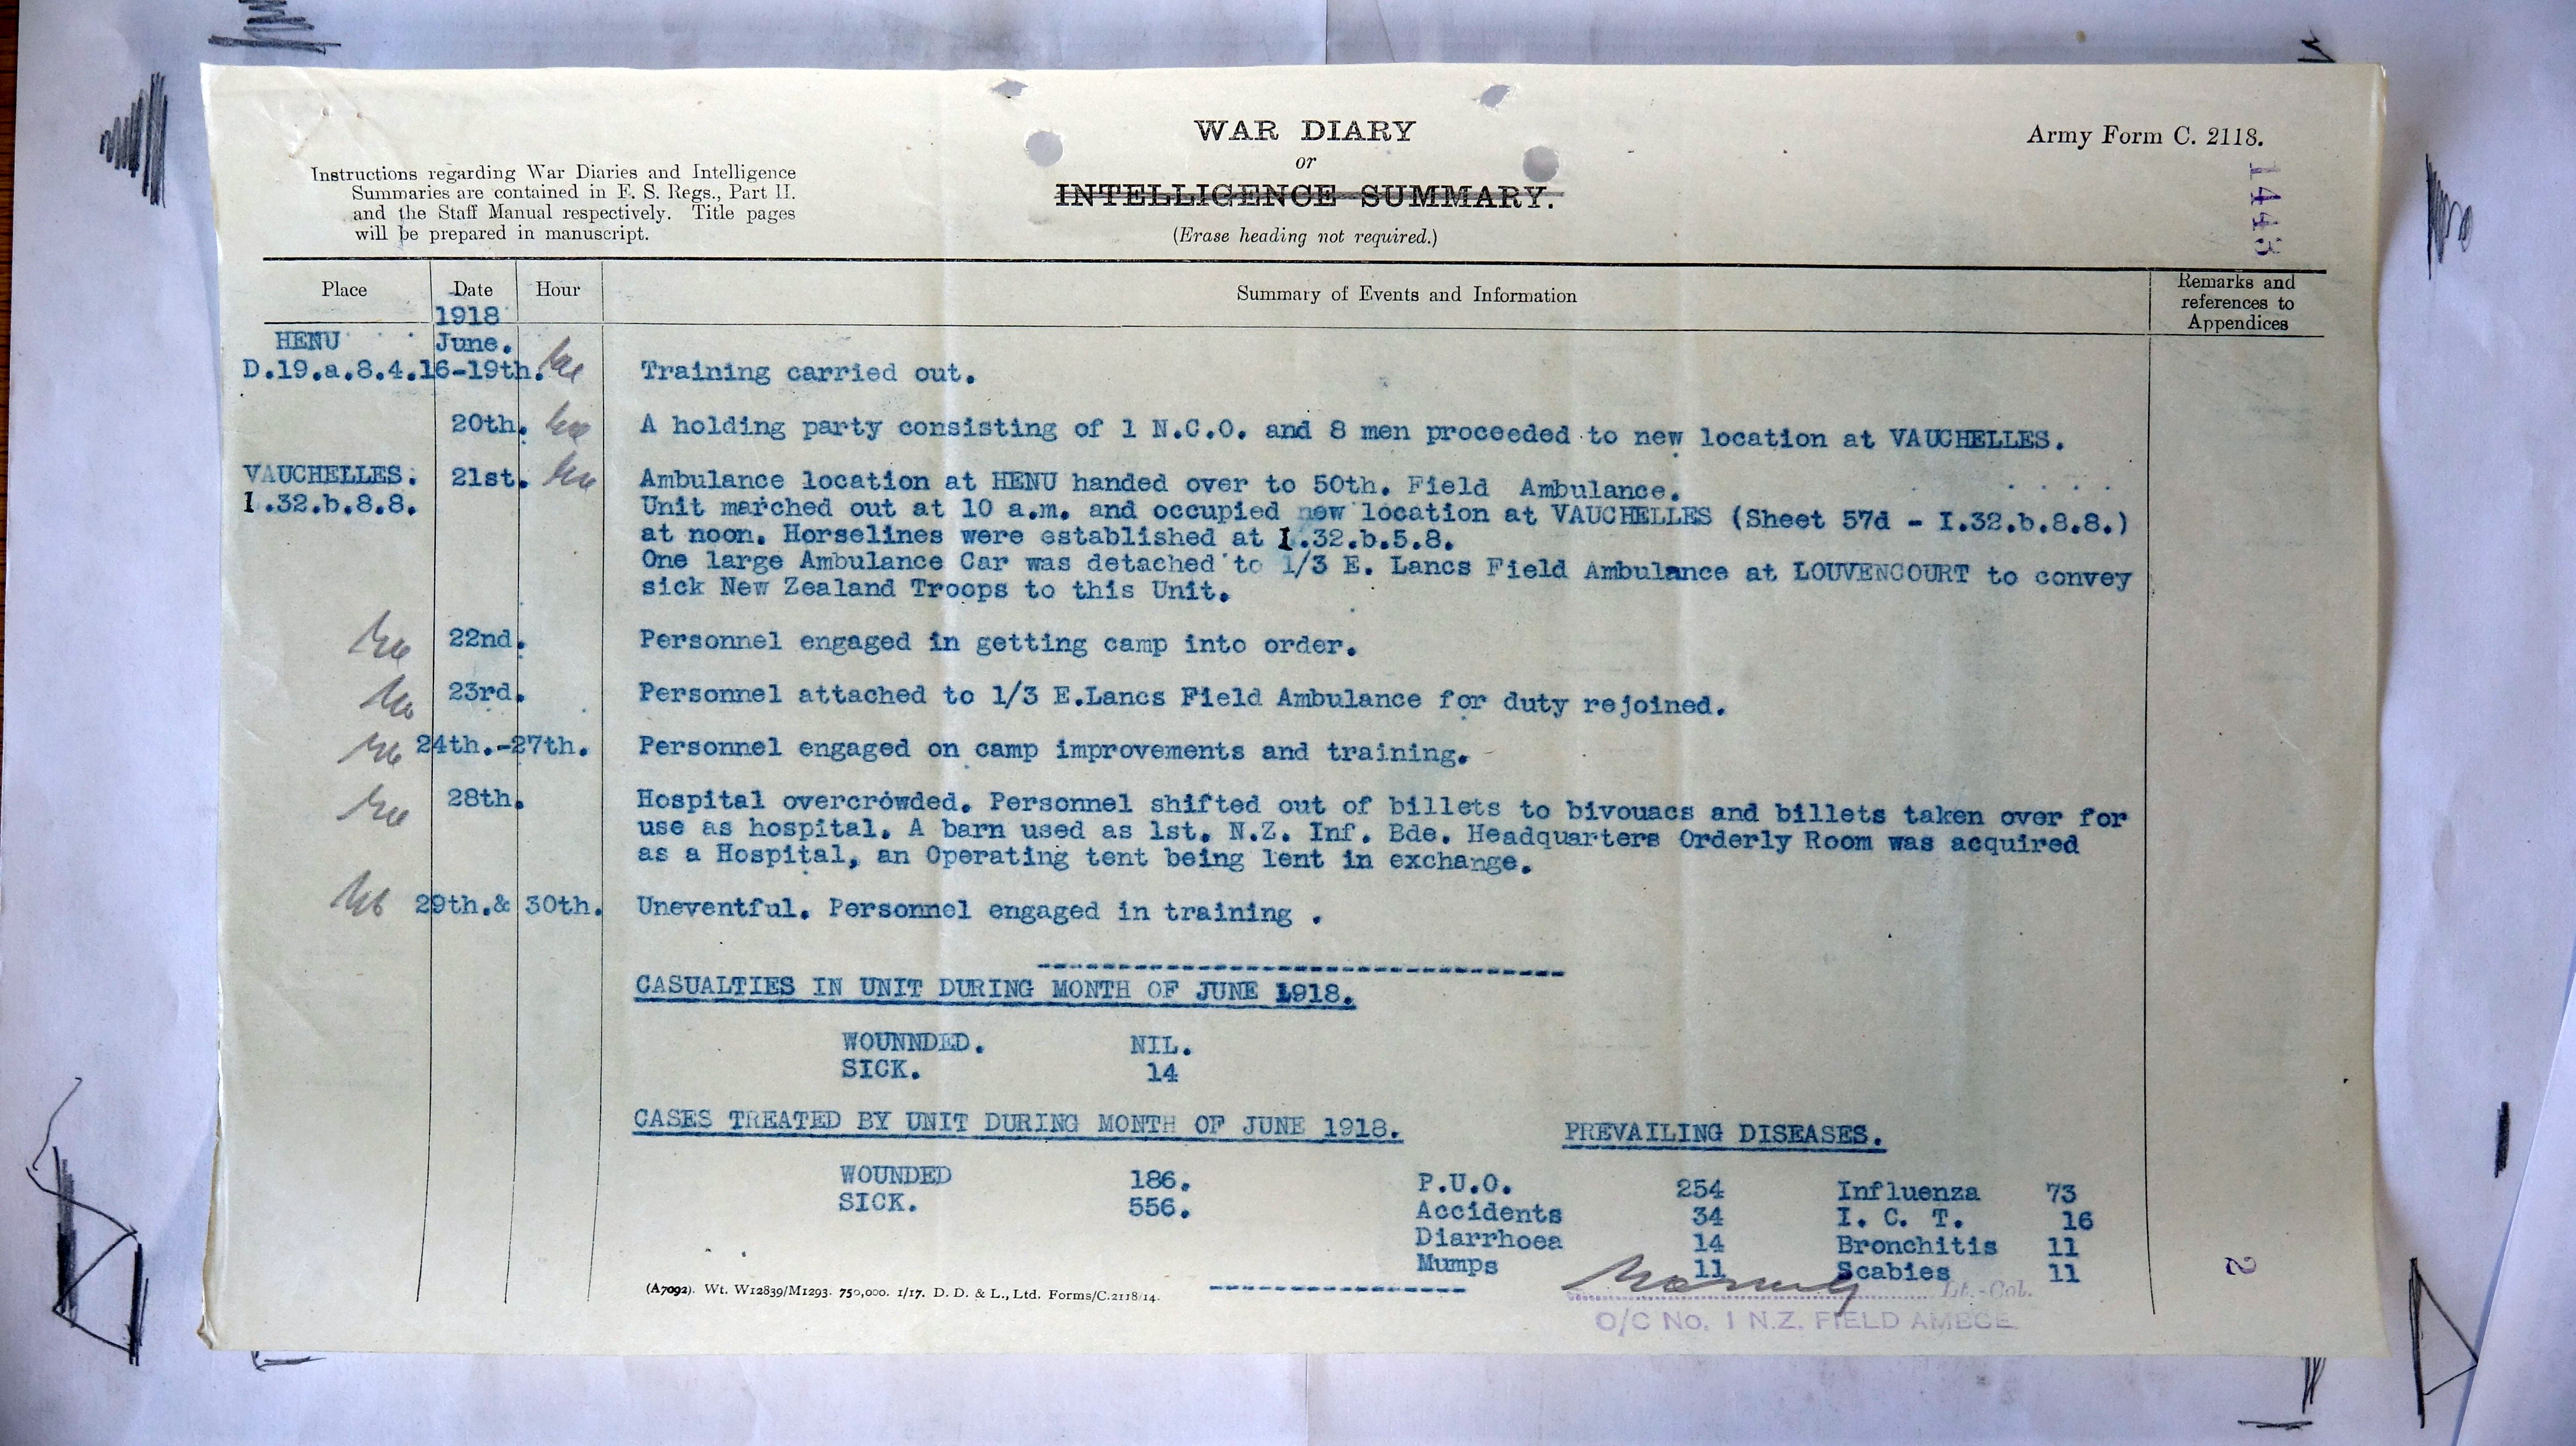 WAR DIARY
or
INTELLIGENCE SUMMARY.
(Erase heading not required.)
Army Form C. 2118.
1443
Instructions regarding War Diaries and Intelligence
Summaries are contained in F. S. Regs., Part II.
and the Staff Manual respectively. Title pages
will be prepared in manuscript.
Place Date Hour Summary of Events and Information Remarks and references to Appendices
1918
HENU June.
D.19.a.8.4. 16-19th. Training carried out.
20th. A holding party consisting of 1 N.C.O. and 8 men proceeded to new location at VAUCHELLES.
VAUCHELLES. 21st. Ambulance location at HENU handed over to 50th. Field Ambulance.
I.32.b.8.8. Unit marched out at 10 a.m. and occupied new location at VAUCHELLES (Sheet 57d - I.32.b.8.8.)
at noon. Horselines were established at I.32.b.5.8.
One large Ambulance Car was detached to 1/3 E. Lancs Field Ambulance at LOUVENCOURT to convey
sick New Zealand Troops to this Unit.
22nd. Personnel engaged in getting camp into order.
23rd. Personnel attached to 1/3 E.Lancs Field Ambulance for duty rejoined.
24th.-27th. Personnel engaged on camp improvements and training.
28th. Hospital overcrowded. Personnel shifted out of billets to bivouacs and billets taken over for
use as hospital. A barn used as 1st. N.Z. Inf. Bde. Headquarters Orderly Room was acquired
as a Hospital, an Operating tent being lent in exchange.
29th.& 30th. Uneventful. Personnel engaged in training .
CASUALTIES IN UNIT DURING MONTH OF JUNE 1918.
WOUNNDED. NIL.
SICK. 14
CASES TREATED BY UNIT DURING MONTH OF JUNE 1918. PREVAILING DISEASES.
WOUNDED 186. P.U.O. 254 Influenza 73
SICK. 556. Accidents 34 I. C. T. 16
Diarrhoea 14 Bronchitis 11
Mumps 11 Scabies 11
(A7092). Wt. W12839/M1293. 750,000. 1/17. D. D. & L., Ltd. Forms/C.2118/14.
Lt.-Col.
O/C No. 1 N.Z. FIELD AMBCE
2